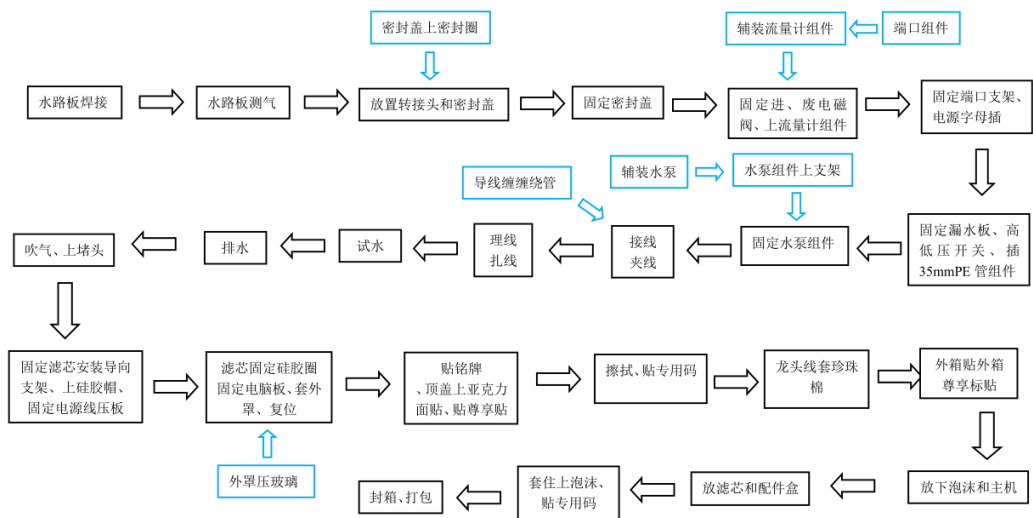 密封盖上密封圈
辅装流量计组件
端口组件
水路板焊接
水路板测气
放置转接头和密封盖
固定密封盖
固定进、废电磁
阀、上流量计组件
固定端口支架、
电源字母插
导线缠缠绕管
辅装水泵
水泵组件上支架
吹气、上堵头
排水
试水
理线
扎线
接线
夹线
固定水泵组件
固定漏水板、高
低压开关、插
35mmPE 管组件
固定滤芯安装导向
支架、上硅胶帽、
固定电源线压板
滤芯固定硅胶圈
固定电脑板、套外
罩、复位
贴铭牌
、顶盖上亚克力
面贴、贴尊享贴
擦拭、贴专用码
龙头线套珍珠
棉
外箱贴外箱
尊享标贴
外罩压玻璃
封箱、打包
套住上泡沫、
贴专用码
放滤芯和配件盒
放下泡沫和主机